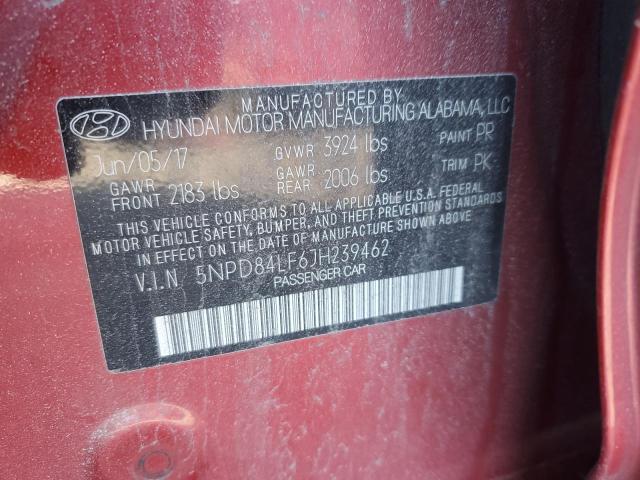 MANUFACTURED BY
HYUNDAI MOTOR MANUFACTURING ALABAMA, LLC
Jun/05/17 GVWR 3924 lbs PAINT PR
GAWR FRONT 2183 lbs GAWR REAR 2006 lbs TRIM PK
THIS VEHICLE CONFORMS TO ALL APPLICABLE U.S.A. FEDERAL
MOTOR VEHICLE SAFETY, BUMPER, AND THEFT PREVENTION STANDARDS
IN EFFECT ON THE DATE OF MANUFACTURE SHOWN ABOVE
V.I.N 5NPD84LF6JH239462
PASSENGER CAR